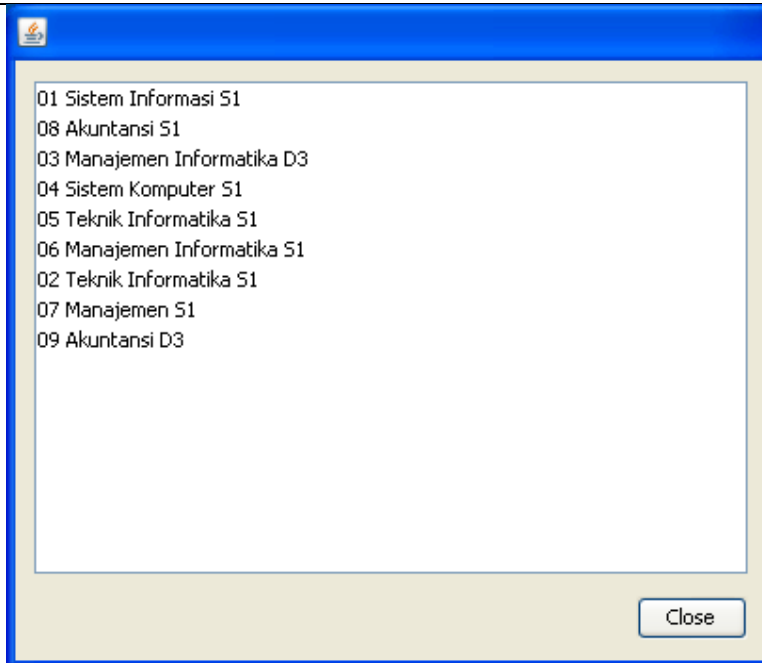 01 Sistem Informasi S1
08 Akuntansi S1
03 Manajemen Informatika D3
04 Sistem Komputer S1
05 Teknik Informatika S1
06 Manajemen Informatika S1
02 Teknik Informatika S1
07 Manajemen S1
09 Akuntansi D3
Close